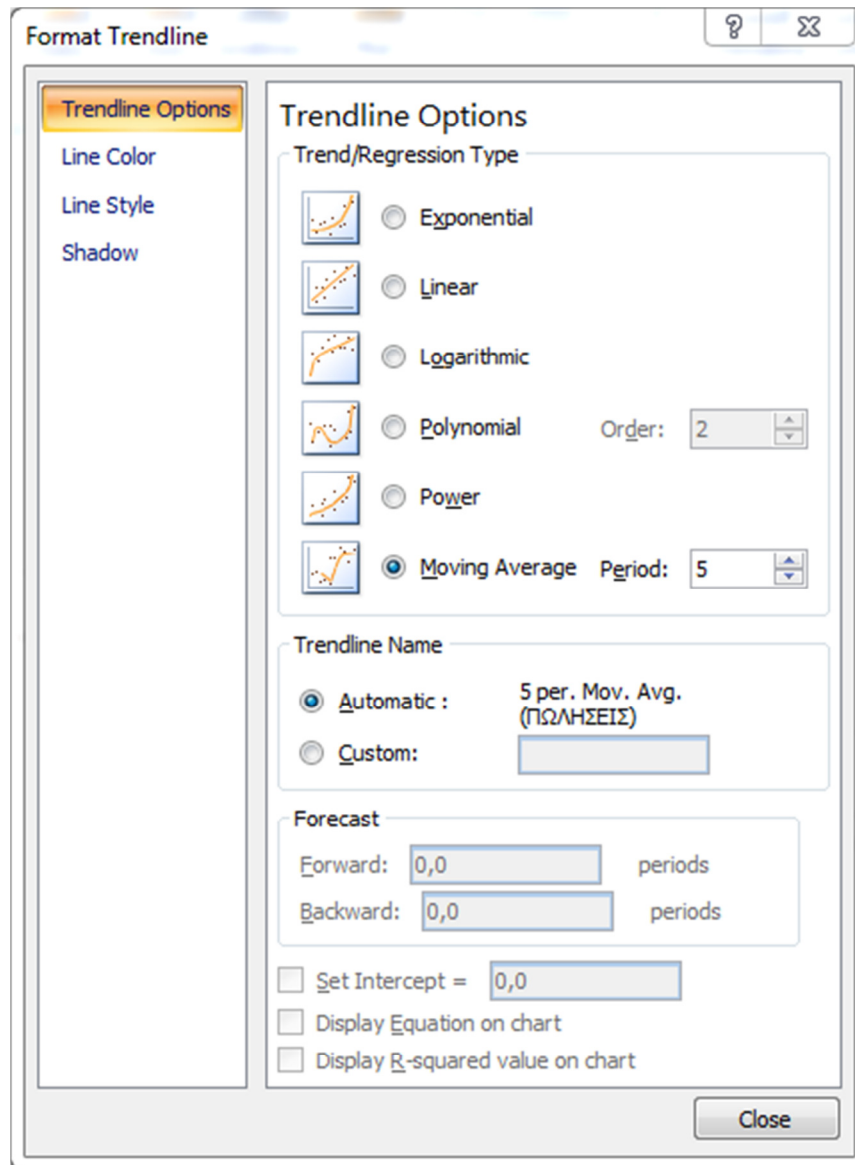 Format Trendline
Trendline Options
Line Color
Line Style
Shadow
Trendline Options
Trend/Regression Type
Exponential
Linear
Logarithmic
Polynomial Order: 2
Power
Moving Average Period: 5
Trendline Name
Automatic : 5 per. Mov. Avg.
(ΠΩΛΗΣΕΙΣ)
Custom:
Forecast
Forward: 0,0 periods
Backward: 0,0 periods
Set Intercept = 0,0
Display Equation on chart
Display R-squared value on chart
Close